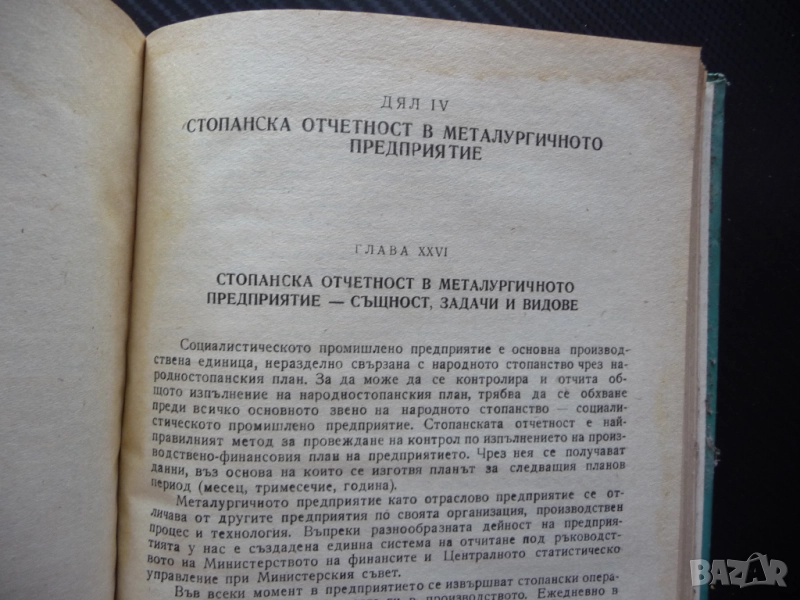 ДЯЛ IV
СТОПАНСКА ОТЧЕТНОСТ В МЕТАЛУРГИЧНОТО
ПРЕДПРИЯТИЕ
ГЛАВА XXVI
СТОПАНСКА ОТЧЕТНОСТ В МЕТАЛУРГИЧНОТО
ПРЕДПРИЯТИЕ — СЪЩНОСТ, ЗАДАЧИ И ВИДОВЕ
Социалистическото промишлено предприятие е основна производ-
ствена единица, неразделно свързана с народното стопанство чрез на-
родностопанския план. За да може да се контролира и отчита об-
щото изпълнение на народностопанския план, трябва да се обхване
преди всичко основното звено на народното стопанство — социали-
стическото промишлено предприятие. Стопанската отчетност е най-
правилният метод за провеждане на контрол по изпълнението на произ-
водствено-финансовия план на предприятието. Чрез нея се получават
данни, въз основа на които се изготвя планът за следващия планов
период (месец, тримесечие, година).
Металургичното предприятие като отраслово предприятие се от-
личава от другите предприятия по своята организация, производствен
процес и технология. Въпреки разнообразната дейност на предприя-
тията у нас е създадена единна система на отчитане под ръководст-
вото на Министерството на финансите и Централното статистическо
управление при Министерския съвет.
Във всеки момент в предприятието се извършват стопански опера-
в производството. Ежедневно в
BAZAR.bg